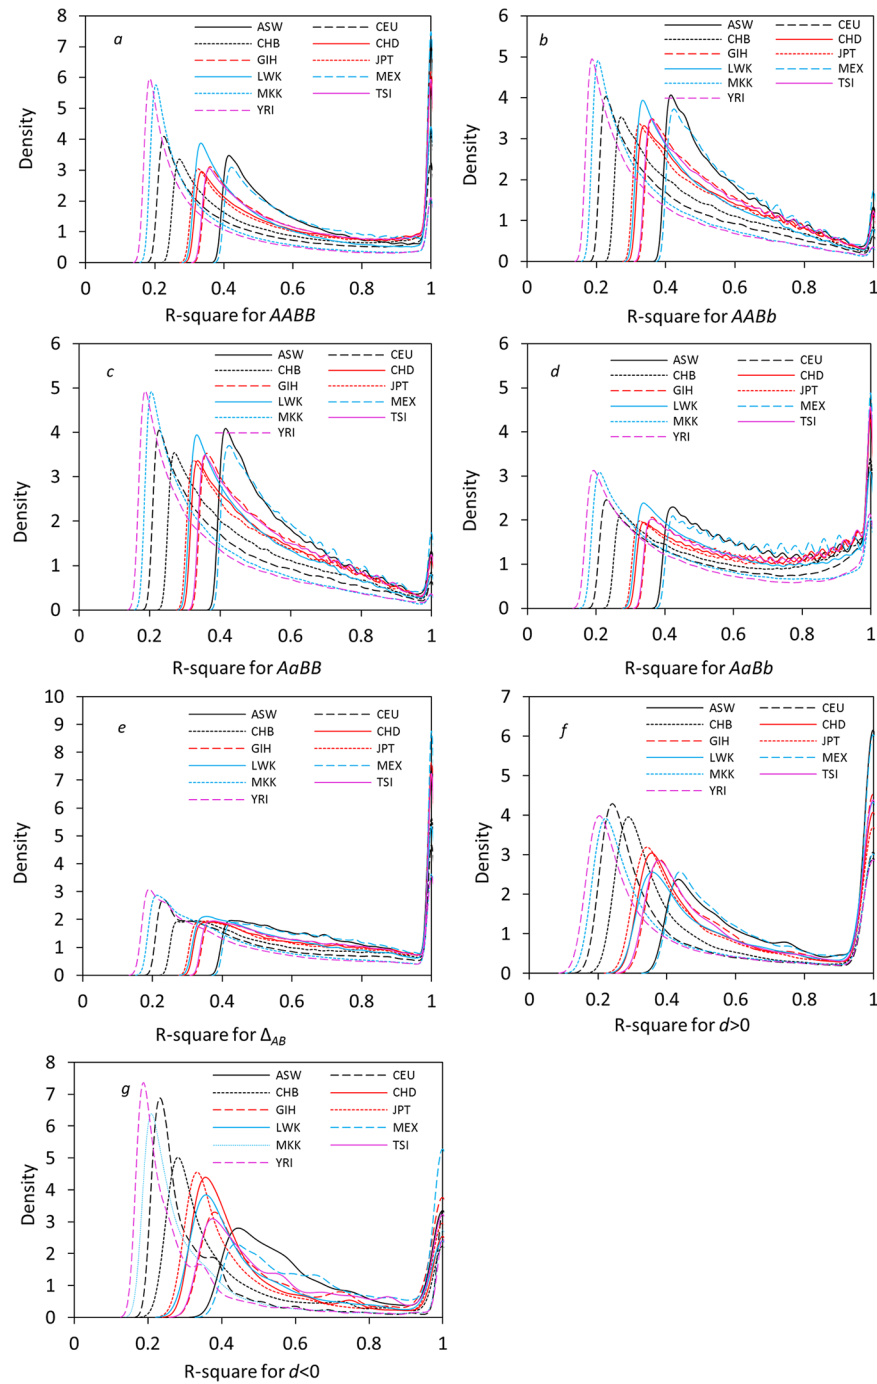 a
ASW CEU
CHB CHD
GIH JPT
LWK MEX
MKK TSI
YRI
8
7
6
5
4
3
2
1
0
Density
0 0.2 0.4 0.6 0.8 1
R-square for AABB
b
ASW CEU
CHB CHD
GIH JPT
LWK MEX
MKK TSI
YRI
6
5
4
3
2
1
0
Density
0 0.2 0.4 0.6 0.8 1
R-square for AABb
c
ASW CEU
CHB CHD
GIH JPT
LWK MEX
MKK TSI
YRI
6
5
4
3
2
1
0
Density
0 0.2 0.4 0.6 0.8 1
R-square for AaBB
d
ASW CEU
CHB CHD
GIH JPT
LWK MEX
MKK TSI
YRI
6
5
4
3
2
1
0
Density
0 0.2 0.4 0.6 0.8 1
R-square for AaBb
e
ASW CEU
CHB CHD
GIH JPT
LWK MEX
MKK TSI
YRI
10
9
8
7
6
5
4
3
2
1
0
Density
0 0.2 0.4 0.6 0.8 1
R-square for Δ_AB
f
ASW CEU
CHB CHD
GIH JPT
LWK MEX
MKK TSI
YRI
7
6
5
4
3
2
1
0
Density
0 0.2 0.4 0.6 0.8 1
R-square for d>0
g
ASW CEU
CHB CHD
GIH JPT
LWK MEX
MKK TSI
YRI
8
7
6
5
4
3
2
1
0
Density
0 0.2 0.4 0.6 0.8 1
R-square for d<0